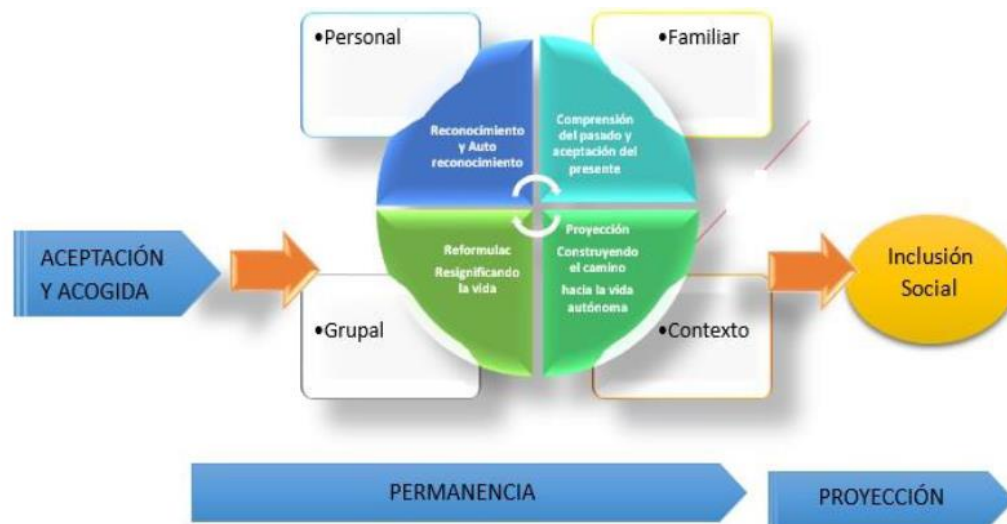 •Personal
•Familiar
Reconocimiento
y Auto
reconocimiento
Comprensión
del pasado y
aceptación del
presente
ACEPTACIÓN
Y ACOGIDA
Reformulac
Resignificando
la vida
Proyección
Construyendo
el camino
hacia la vida
autónoma
Inclusión
Social
•Grupal
•Contexto
PERMANENCIA
PROYECCIÓN